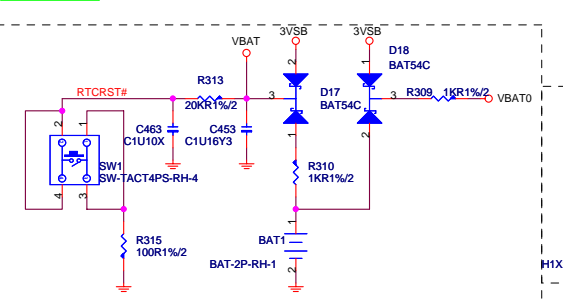 3VSB
3VSB
VBAT
D18
BAT54C
2
1
R313
RTCRST#
3
D17
BAT54C
3
R309
1KR1%/2
VBAT0
20KR1%/2
C463
C1U10X
C453
C1U16Y3
2
1
1
2
SW1
SW-TACT4PS-RH-4
R310
1KR1%/2
4
3
1
R315
100R1%/2
BAT1
BAT-2P-RH-1
2
H1X